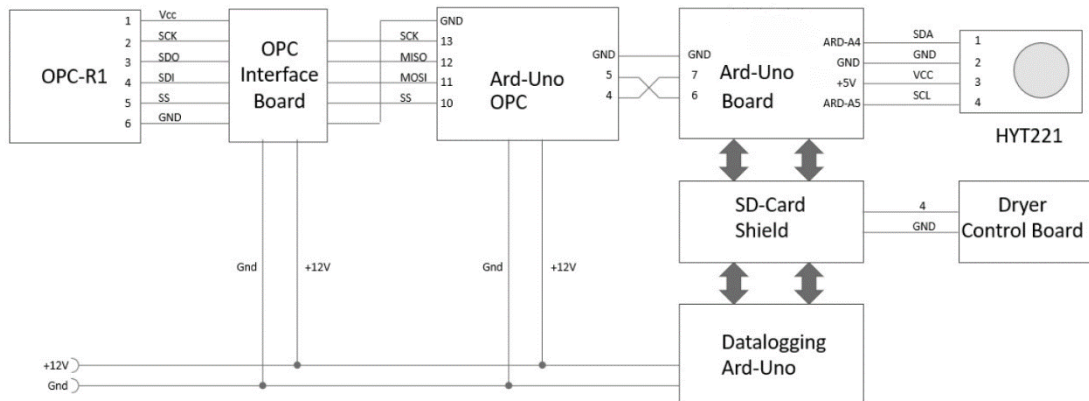 OPC-R1
1
2
3
4
5
6
Vcc
SCK
SDO
SDI
SS
GND
OPC
Interface
Board
SCK
MISO
MOSI
SS
GND
13
12
11
10
Ard-Uno
OPC
GND
5
4
GND
7
6
Ard-Uno
Board
ARD-A4
GND
+5V
ARD-A5
SDA
GND
VCC
SCL
1
2
3
4
HYT221
SD-Card
Shield
4
GND
Dryer
Control Board
Gnd
+12V
Gnd
+12V
Datalogging
Ard-Uno
+12V
Gnd